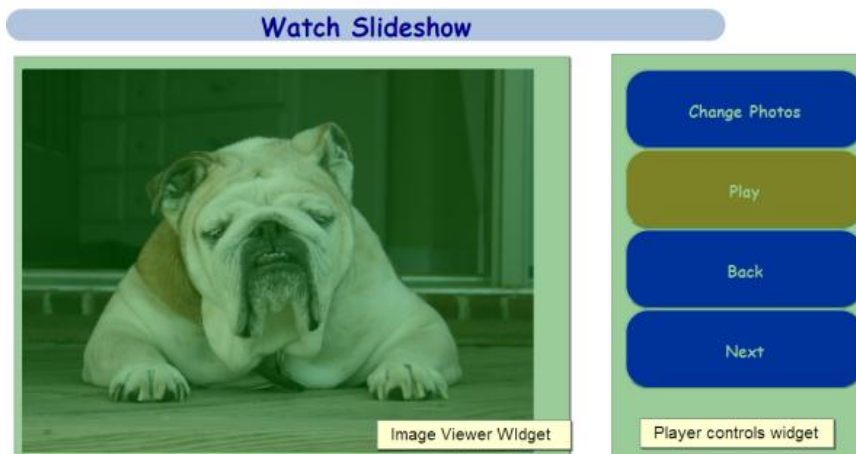 Watch Slideshow
Change Photos
Play
Back
Next
Image Viewer WIdget
Player controls widget